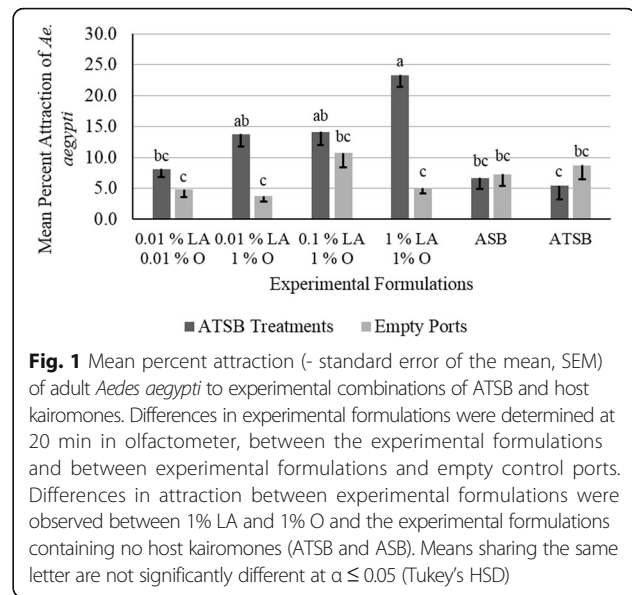 Mean Percent Attraction of Ae.
aegypti
30.0
25.0
20.0
15.0
10.0
5.0
0.0
bc
c
ab
c
ab
bc
a
c
bc
bc
c
bc
0.01 % LA
0.01 % O
0.01 % LA
1% O
0.1 % LA
1% O
1% LA
1% O
ASB
ATSB
Experimental Formulations
ATSB Treatments
Empty Ports
Fig. 1 Mean percent attraction (- standard error of the mean, SEM)
of adult Aedes aegypti to experimental combinations of ATSB and host
kairomones. Differences in experimental formulations were determined at
20 min in olfactometer, between the experimental formulations
and between experimental formulations and empty control ports.
Differences in attraction between experimental formulations were
observed between 1% LA and 1% O and the experimental formulations
containing no host kairomones (ATSB and ASB). Means sharing the same
letter are not significantly different at α ≤ 0.05 (Tukey's HSD)